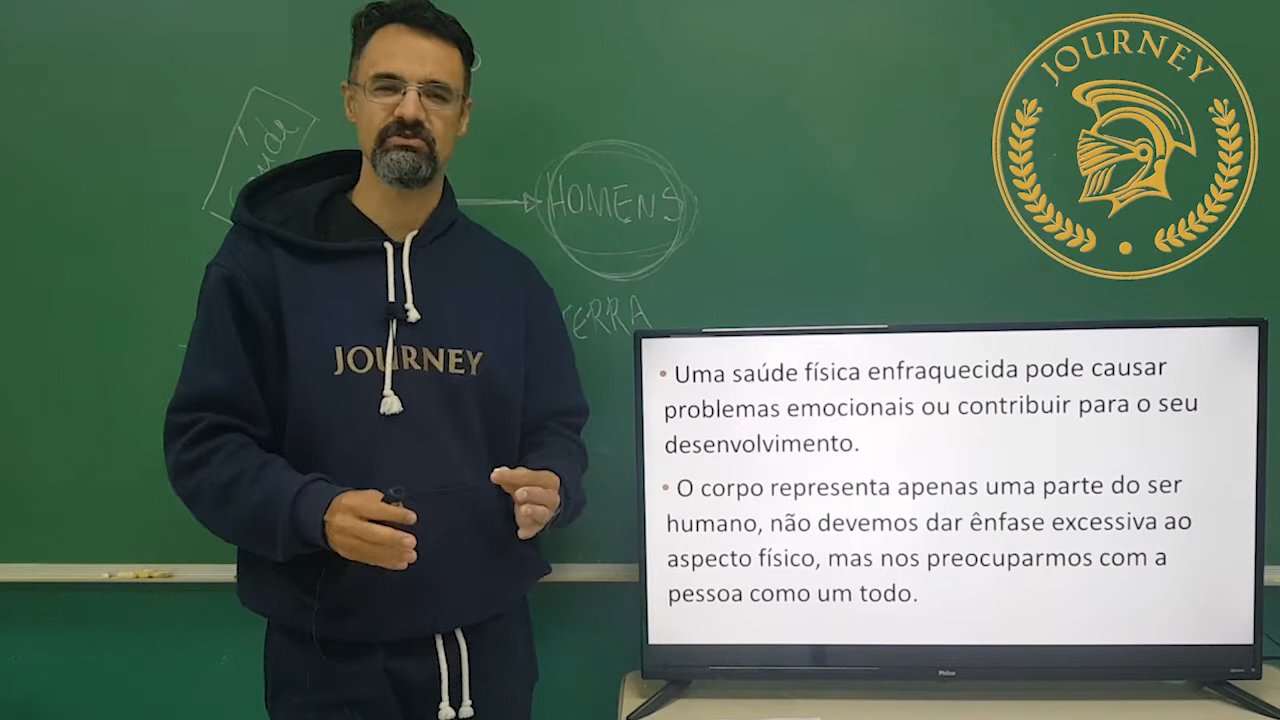 JOURNEY
Saúde
HOMENS
TERRA
JOURNEY
• Uma saúde física enfraquecida pode causar
problemas emocionais ou contribuir para o seu
desenvolvimento.
• O corpo representa apenas uma parte do ser
humano, não devemos dar ênfase excessiva ao
aspecto físico, mas nos preocuparmos com a
pessoa como um todo.
Philco